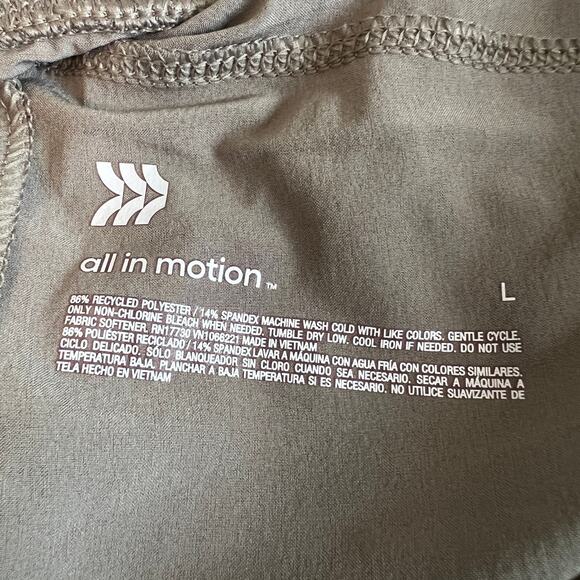 all in motion™
L
86% RECYCLED POLYESTER / 14% SPANDEX MACHINE WASH COLD WITH LIKE COLORS. GENTLE CYCLE.
ONLY NON-CHLORINE BLEACH WHEN NEEDED. TUMBLE DRY LOW. COOL IRON IF NEEDED. DO NOT USE
FABRIC SOFTENER. RN17730 VN1066221 MADE IN VIETNAM
86% POLIÉSTER RECICLADO / 14% SPANDEX LAVAR A MÁQUINA CON AGUA FRÍA CON COLORES SIMILARES.
CICLO DELICADO. SÓLO BLANQUEADOR SIN CLORO CUANDO SEA NECESARIO. SECAR A MÁQUINA A
TEMPERATURA BAJA. PLANCHAR A BAJA TEMPERATURA SI ES NECESARIO. NO UTILICE SUAVIZANTE DE
TELA HECHO EN VIETNAM